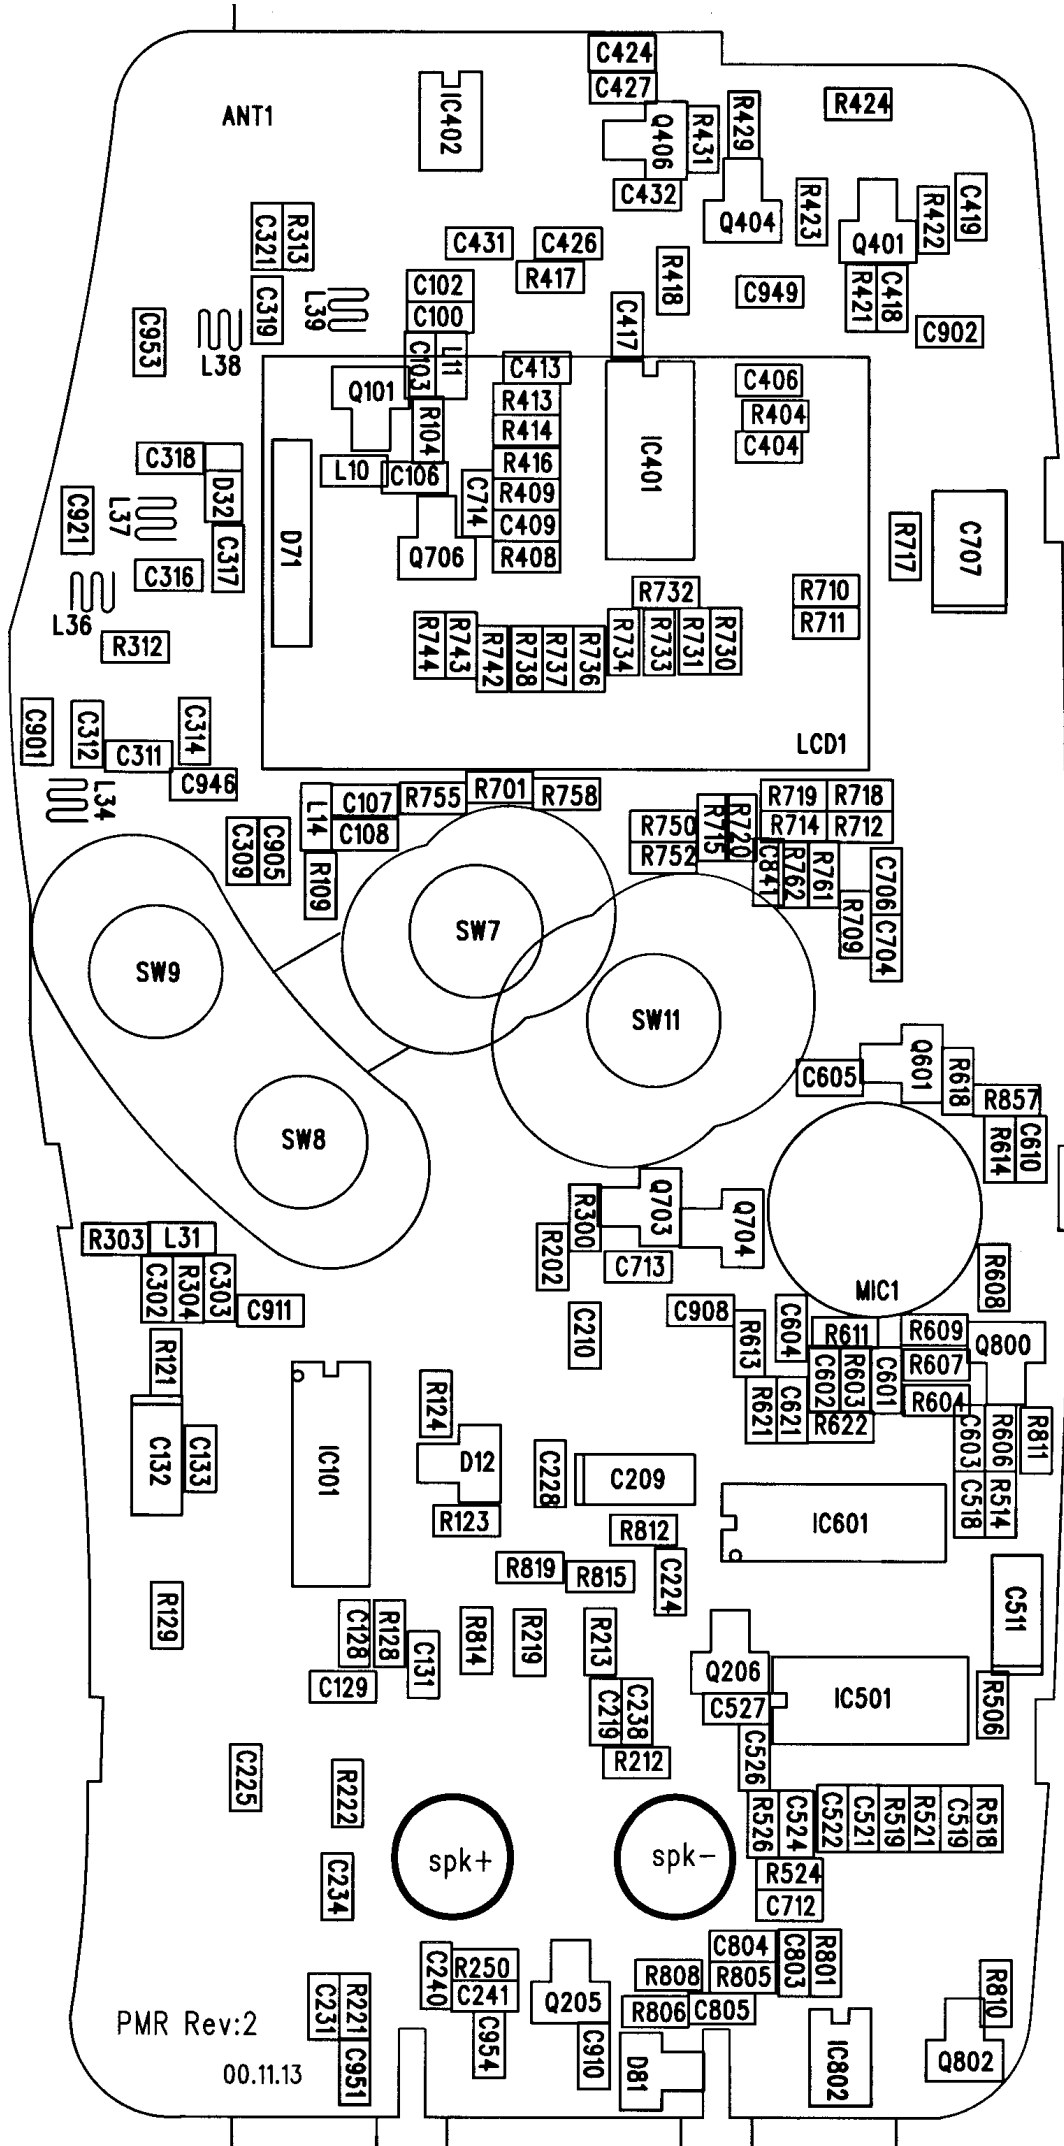 C424
C427
ANT1
IC402
Q406
R431
R429
R424
C432
Q404
R423
Q401
R422
C419
C321
R313
C431
C426
R417
R418
C949
R421
C418
C902
C953
L38
C319
L39
C102
C100
C417
C103
L11
Q101
C413
R413
R414
R416
R409
C409
R408
IC401
C406
R404
C404
R104
L10
C106
C714
Q706
C318
D32
C921
L37
C317
C316
L36
R312
D71
R717
C707
R710
R711
R732
R744
R743
R742
R738
R737
R736
R734
R733
R731
R730
LCD1
C901
C312
C311
C314
C946
L34
L14
C107
C108
R755
R701
R758
R719
R718
R714
R712
R750
R752
R715
R720
C841
R762
R761
C706
R709
C704
C309
C905
R109
SW9
SW7
SW11
SW8
C605
Q601
R618
R857
R614
C610
R303
L31
C302
R304
C303
C911
R300
Q703
Q704
R202
C713
MIC1
R608
C210
C908
R613
C604
R611
R609
Q800
C602
R603
C601
R607
R604
R621
C621
R622
C603
R606
R811
C518
R514
R121
C132
C133
IC101
R124
D12
R123
C228
C209
IC601
R812
R819
R815
C224
C511
R129
C128
R128
C131
C129
R814
R219
R213
Q206
IC501
C527
R506
C219
C238
R212
C526
C225
R222
C234
spk+
spk-
R526
C524
C522
C521
R519
R521
C519
R518
R524
C712
C240
R250
C241
C954
Q205
C910
R808
R806
C804
R805
C805
C803
R801
D81
IC802
R810
Q802
C231
R221
C951
PMR Rev:2
00.11.13